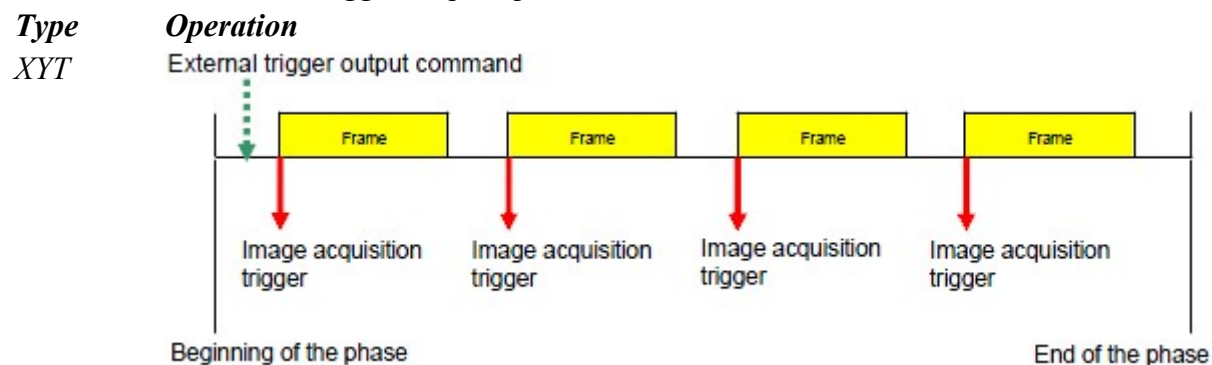 Type Operation
XYT External trigger output command
Frame Frame Frame Frame
Image acquisition trigger
Image acquisition trigger
Image acquisition trigger
Image acquisition trigger
Beginning of the phase End of the phase